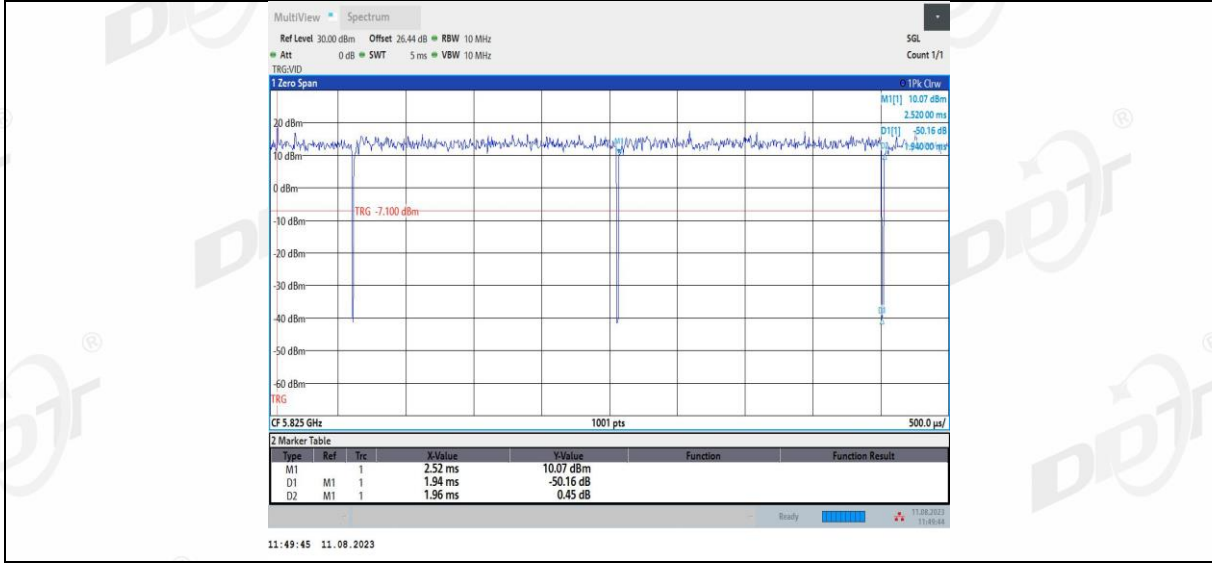 MultiView Spectrum
Ref Level 30.00 dBm Offset 26.44 dB RBW 10 MHz SGL
Att 0 dB SWT 5 ms VBW 10 MHz Count 1/1
TRG:VID
1 Zero Span 1Pk Clrw
M1[1] 10.07 dBm
2.520 00 ms
20 dBm
D1[1] -50.16 dB
M1
D2
1.940 00 ms
10 dBm
0 dBm
TRG -7.100 dBm
-10 dBm
-20 dBm
-30 dBm
D1
-40 dBm
-50 dBm
-60 dBm
TRG
CF 5.825 GHz 1001 pts 500.0 µs/
2 Marker Table
Type Ref Trc X-Value Y-Value Function Function Result
M1 1 2.52 ms 10.07 dBm
D1 M1 1 1.94 ms -50.16 dB
D2 M1 1 1.96 ms 0.45 dB
Ready 11.08.2023
11:49:44
11:49:45 11.08.2023
DDT ®